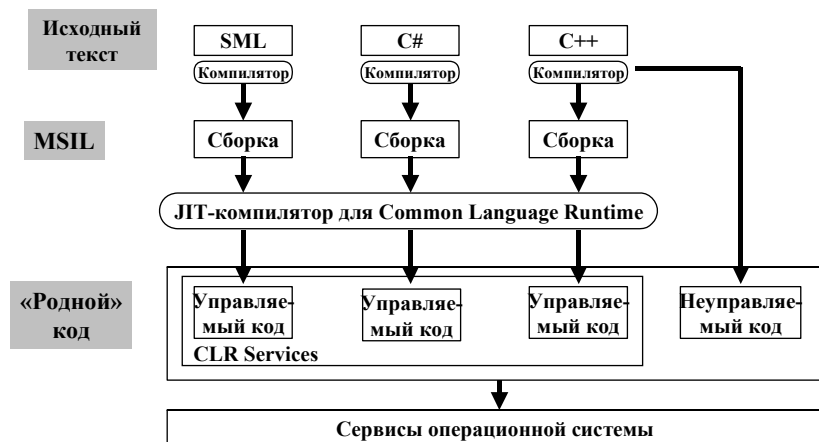 Исходный
текст
SML
C#
C++
Компилятор
Компилятор
Компилятор
MSIL
Сборка
Сборка
Сборка
JIT-компилятор для Common Language Runtime
«Родной»
код
Управляе-
мый код
Управляе-
мый код
Управляе-
мый код
Неуправляе-
мый код
CLR Services
Сервисы операционной системы